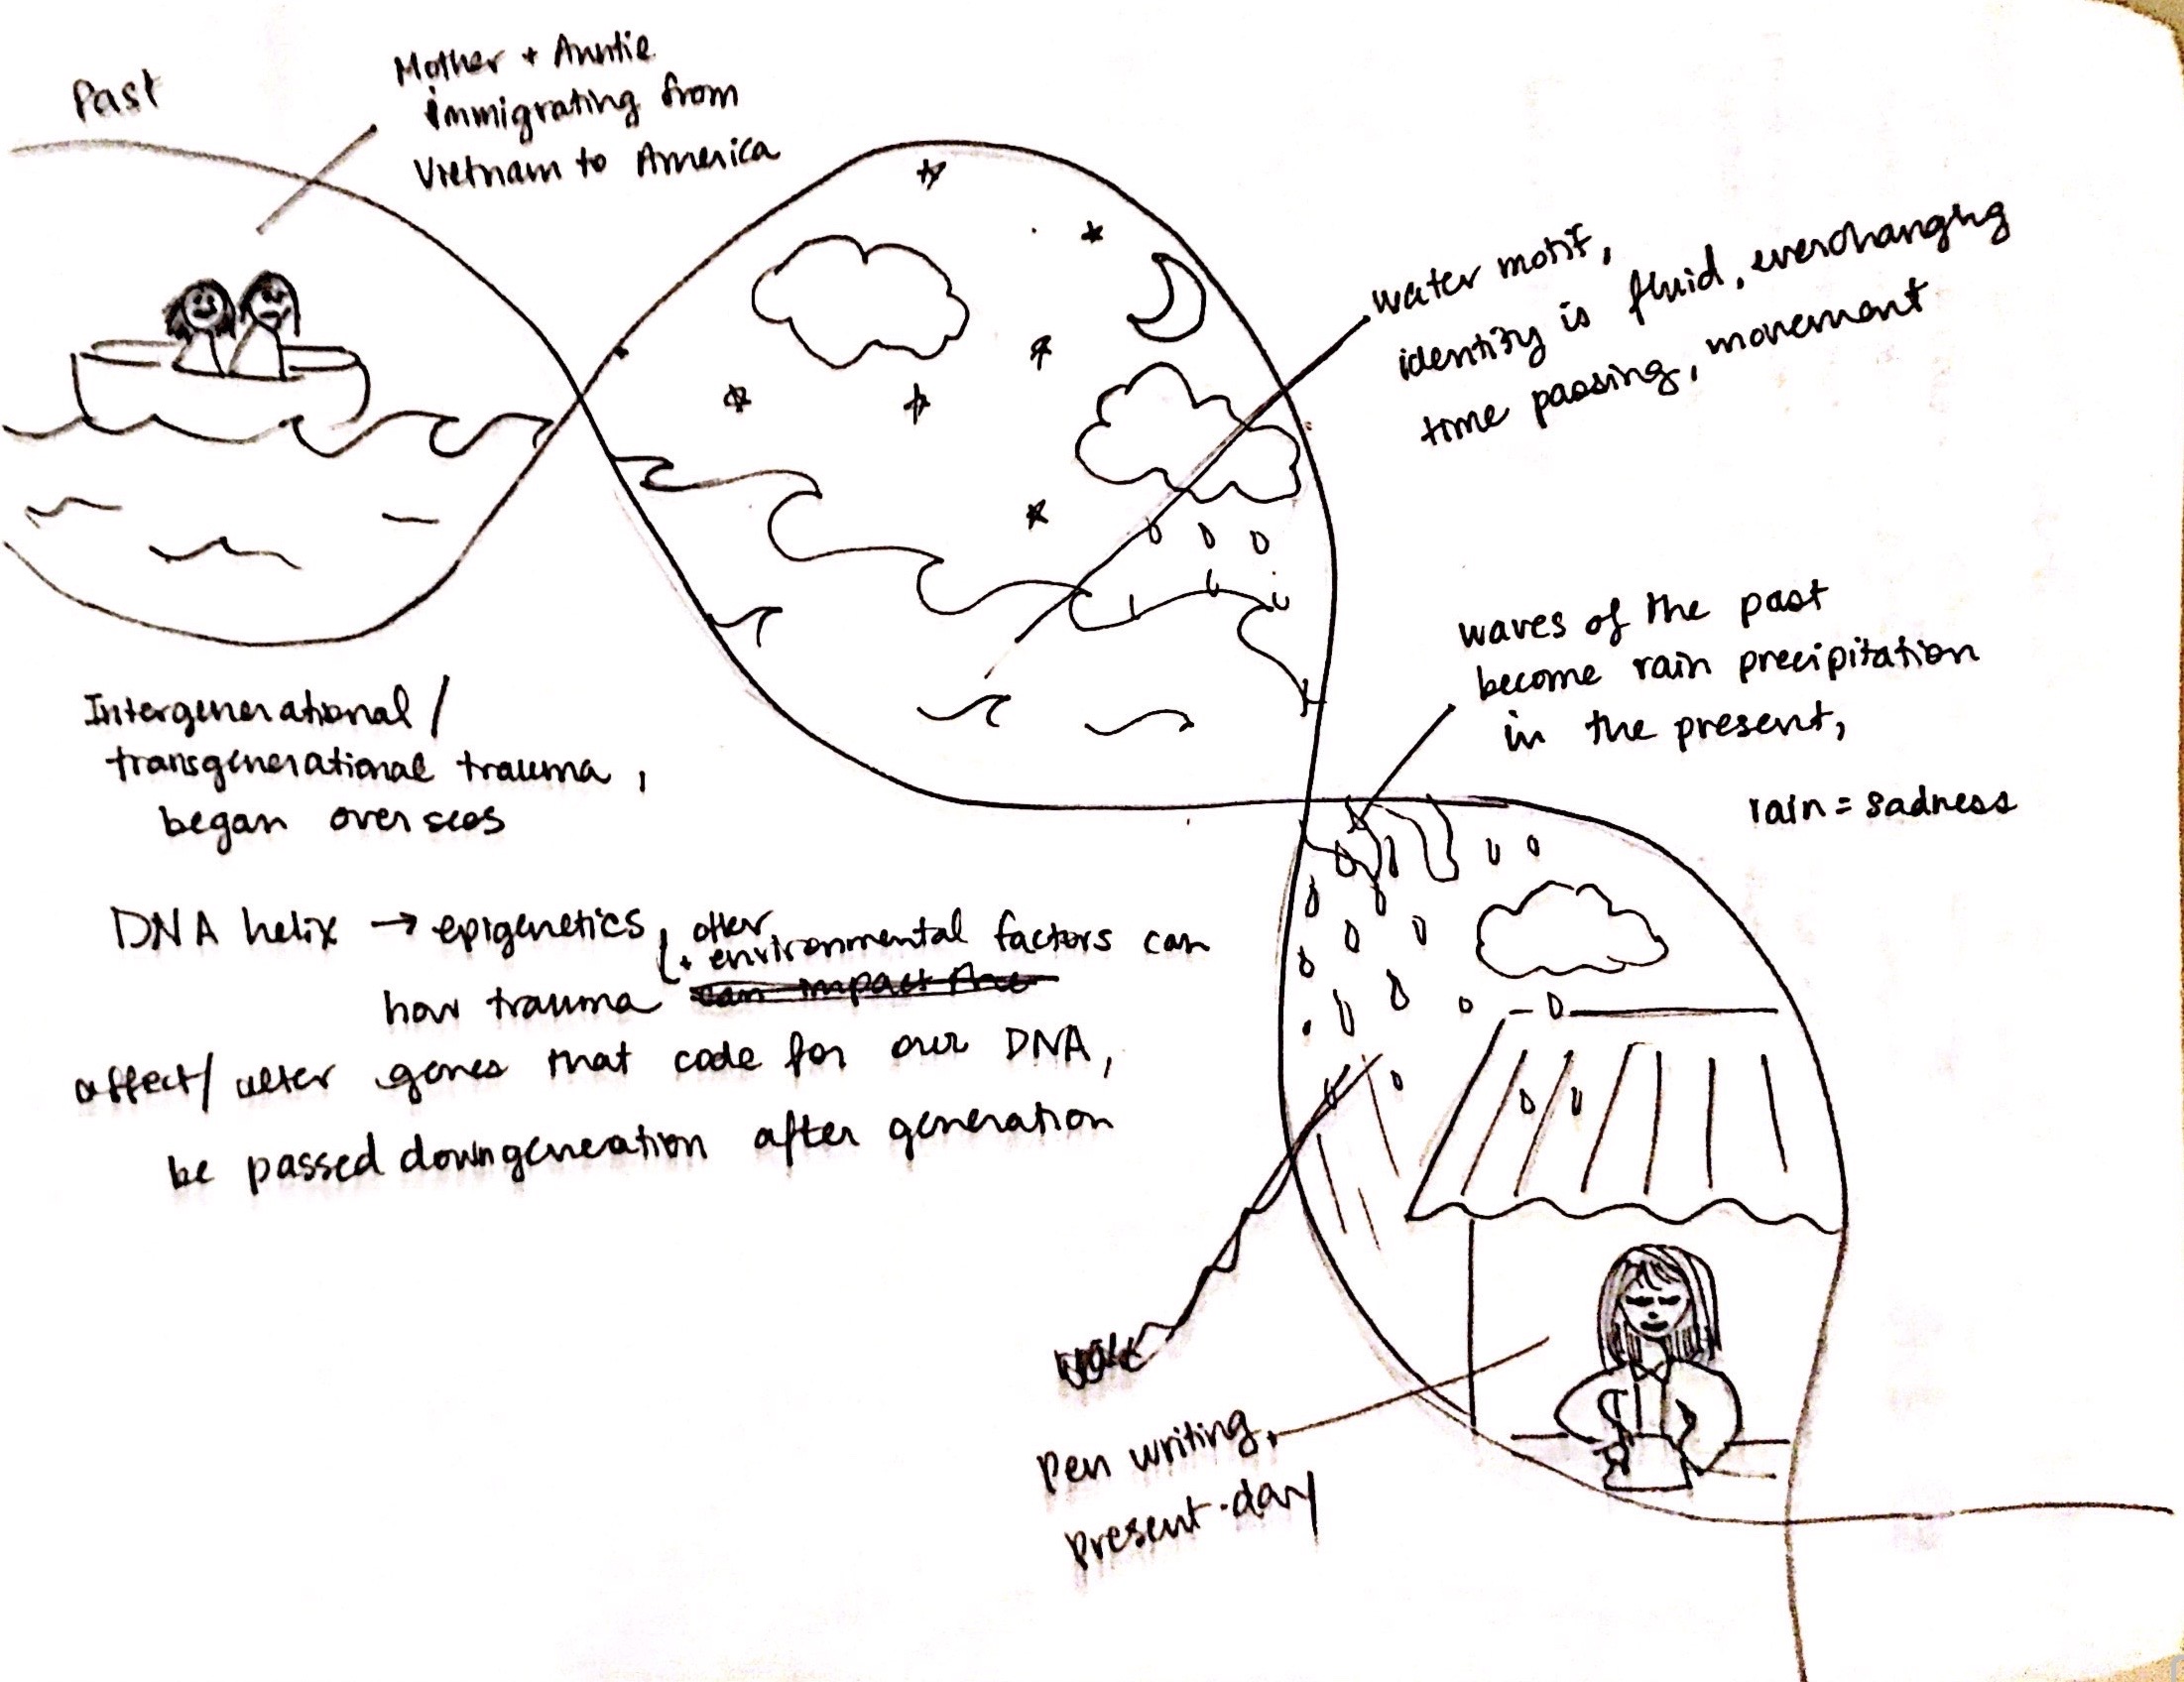 Past
Mother + Auntie
immigrating from
Vietnam to America
water motif,
identity is fluid, everchanging
time passing, movement
waves of the past
become rain precipitation
in the present,
rain = sadness
Intergenerational /
transgenerational trauma,
began overseas
DNA helix → epigenetics
+ other
environmental factors can
how trauma can impact the
affect/ alter genes that code for our DNA,
be passed down geneation after generation
pen writing,
present-day